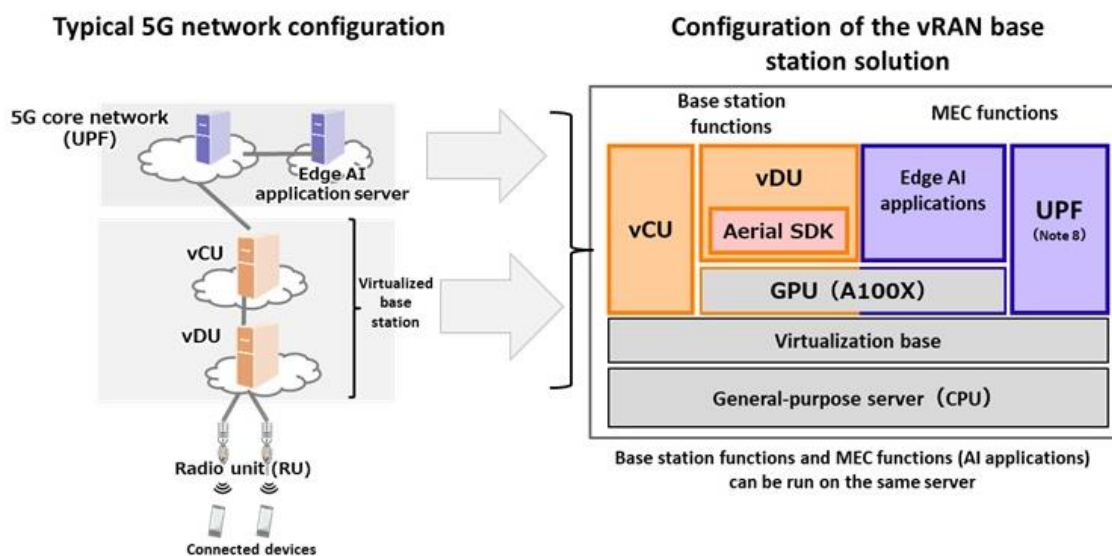 Typical 5G network configuration
5G core network
(UPF)
Edge AI
application server
vCU
Virtualized
base
station
vDU
Radio unit (RU)
Connected devices
Configuration of the vRAN base
station solution
Base station
functions
MEC functions
vCU
vDU
Aerial SDK
Edge AI
applications
UPF
(Note 8)
GPU（A100X）
Virtualization base
General-purpose server（CPU）
Base station functions and MEC functions (AI applications)
can be run on the same server